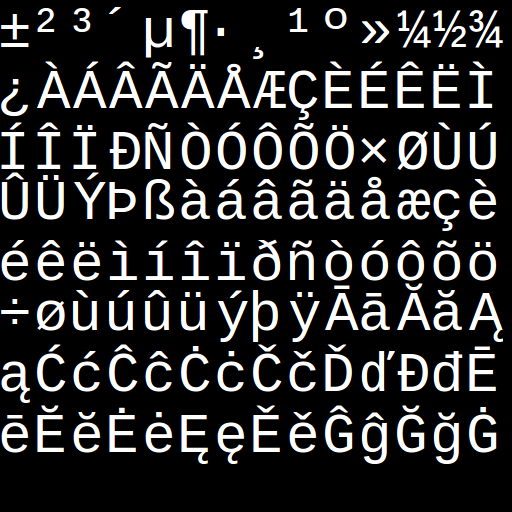 ±²³´µ¶·¸¹º»¼½¾
¿ÀÁÂÃÄÅÆÇÈÉÊËÌ
ÍÎÏÐÑÒÓÔÕÖ×ØÙÚ
ÛÜÝÞßàáâãäåæçè
éêëìíîïðñòóôõö
÷øùúûüýþÿĀāĂăĄ
ąĆćĈĉĊċČčĎďĐđĒ
ēĔĕĖėĘęĚěĜĝĞğĠ